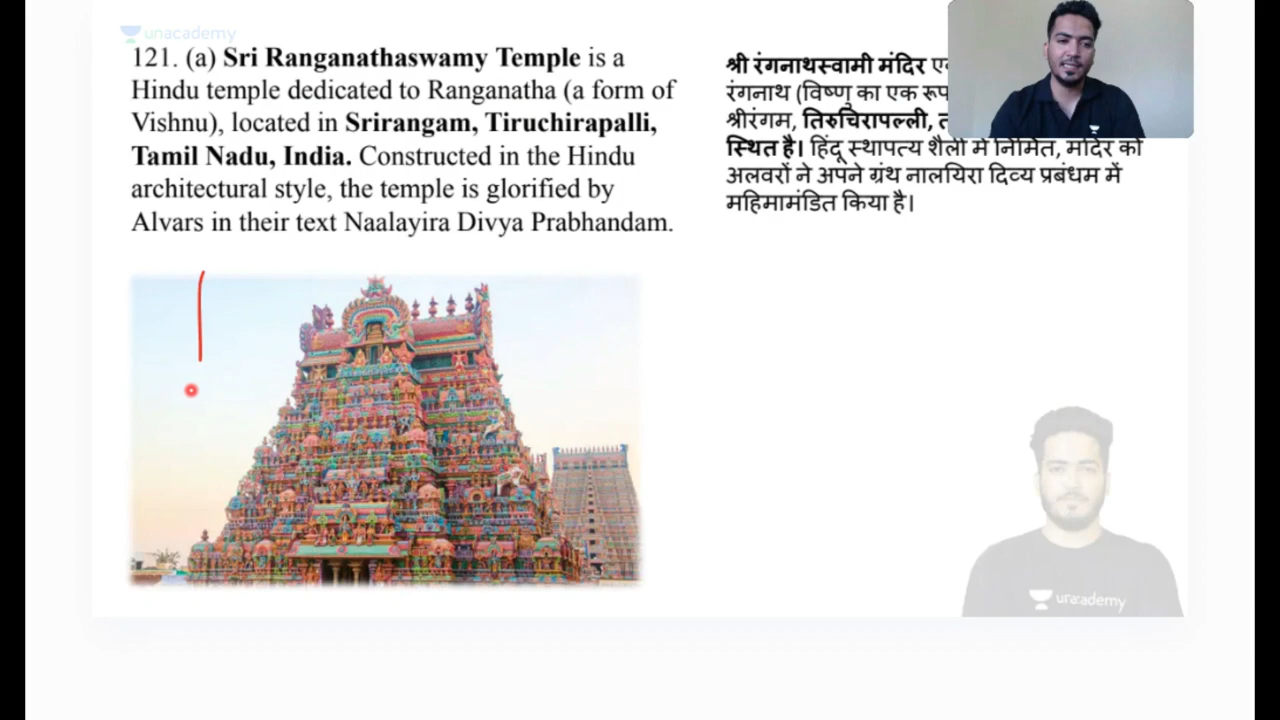 unacademy
121. (a) Sri Ranganathaswamy Temple is a
Hindu temple dedicated to Ranganatha (a form of
Vishnu), located in Srirangam, Tiruchirapalli,
Tamil Nadu, India. Constructed in the Hindu
architectural style, the temple is glorified by
Alvars in their text Naalayira Divya Prabhandam.
श्री रंगनाथस्वामी मंदिर
रंगनाथ (विष्णु का एक रूप
श्रीरंगम, तिरुचिरापल्ली,
स्थित है। हिंदू स्थापत्य शैली में निर्मित, मंदिर को
अलवरों ने अपने ग्रंथ नालयिरा दिव्य प्रबंधम में
महिमामंडित किया है।
unacademy